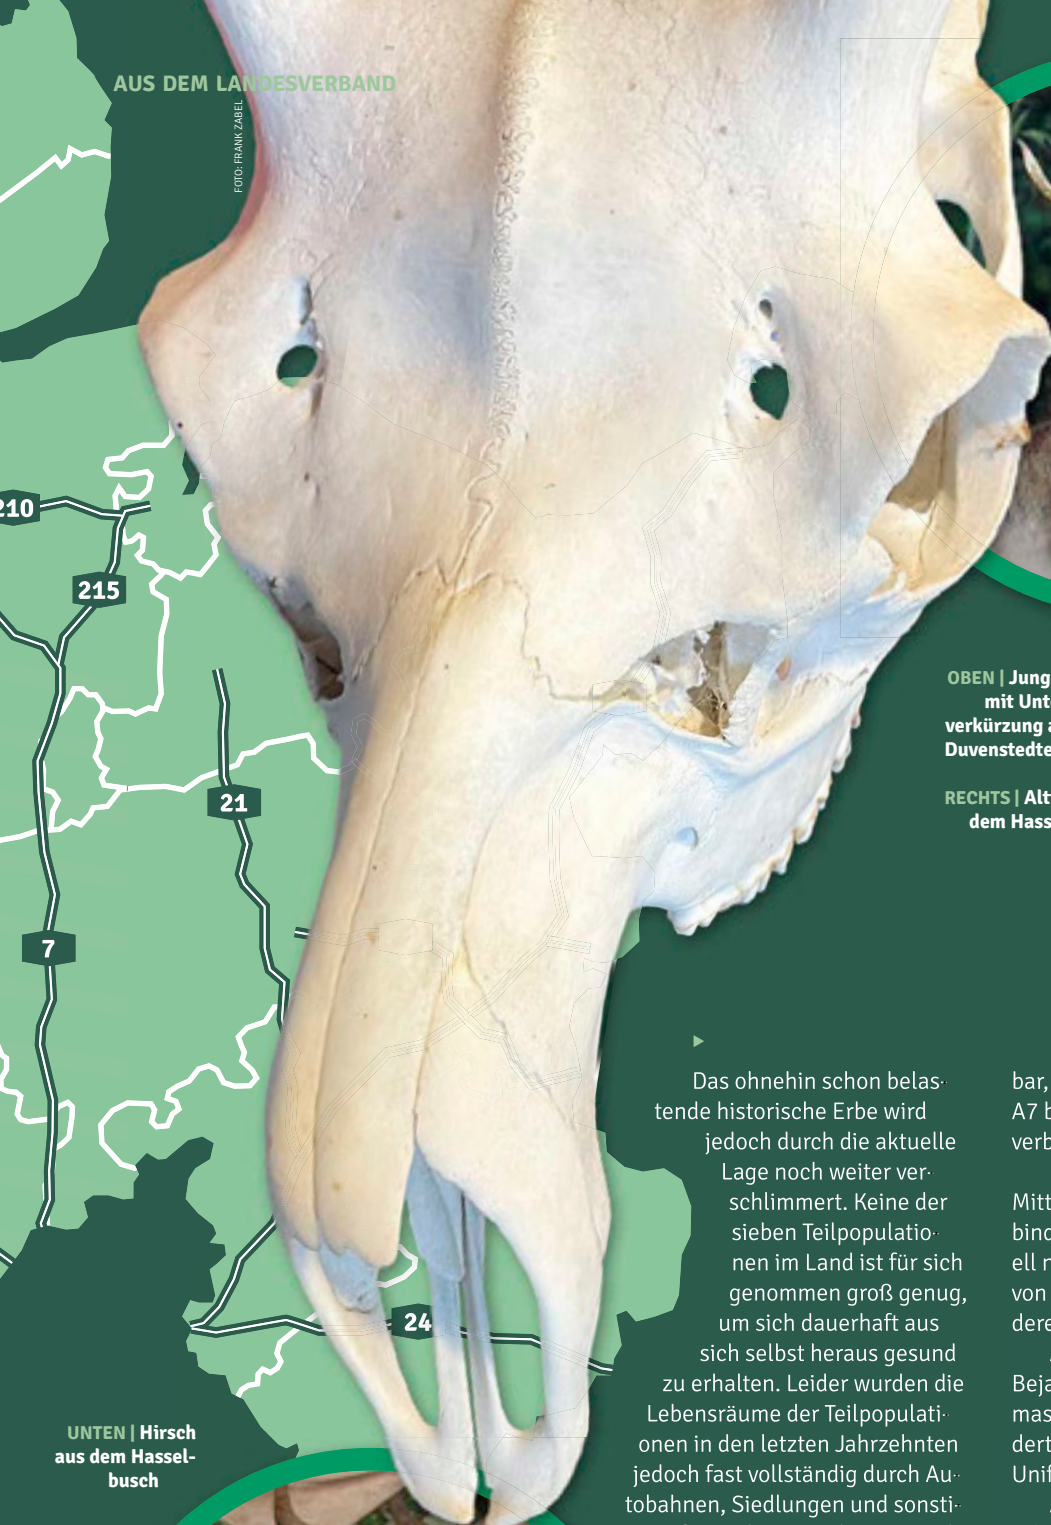 AUS DEM LANDESVERBAND
FOTO: FRANK ZABEL
210
215
21
7
24
OBEN | Jung
mit Unt
verkürzung a
Duvenstedte
RECHTS | Alt
dem Hass
UNTEN | Hirsch
aus dem Hassel-
busch
Das ohnehin schon belas-
tende historische Erbe wird
jedoch durch die aktuelle
Lage noch weiter ver-
schlimmert. Keine der
sieben Teilpopulatio-
nen im Land ist für sich
genommen groß genug,
um sich dauerhaft aus
sich selbst heraus gesund
zu erhalten. Leider wurden die
Lebensräume der Teilpopulati-
onen in den letzten Jahrzehnten
jedoch fast vollständig durch Au-
tobahnen, Siedlungen und sonsti-
bar,
A7 b
verb
Mitt
bind
ell n
von
dere
Beja
mas
dert
Unif